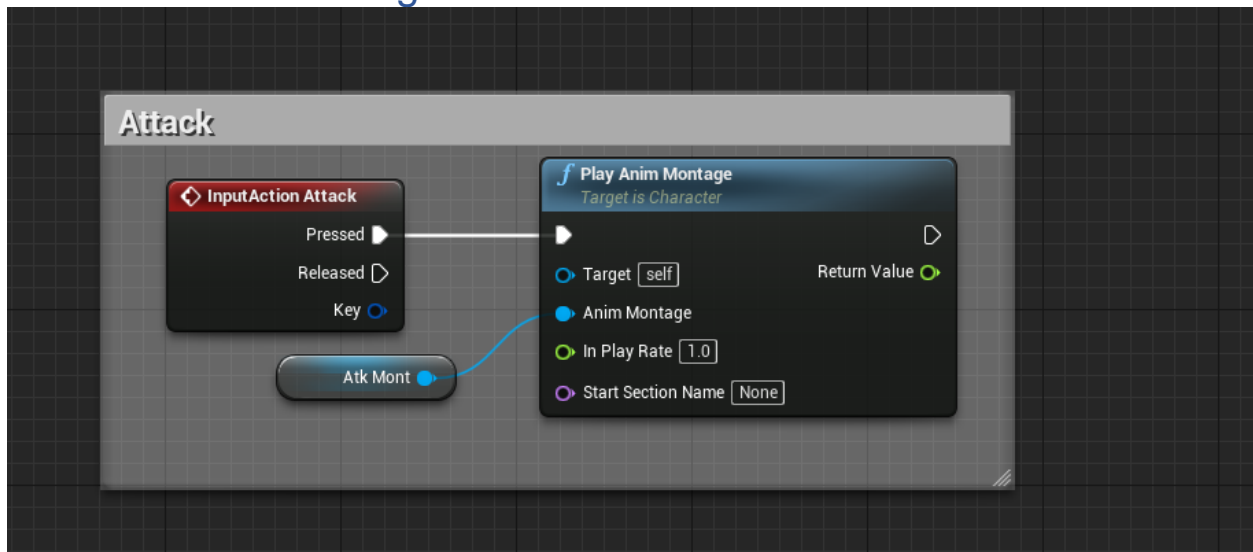 g
Attack
InputAction Attack
Pressed
Released
Key
Atk Mont
f Play Anim Montage
Target is Character
Target self
Return Value
Anim Montage
In Play Rate 1.0
Start Section Name None